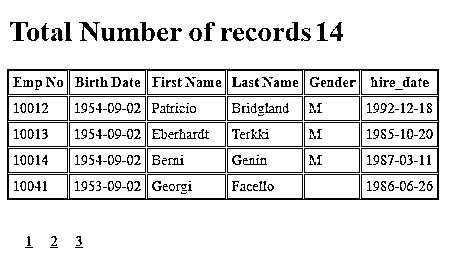 Total Number of records 14
Emp No Birth Date First Name Last Name Gender hire_date
10012 1954-09-02 Patricio Bridgland M 1992-12-18
10013 1954-09-02 Eberhardt Terkki M 1985-10-20
10014 1954-09-02 Berni Genin M 1987-03-11
10041 1953-09-02 Georgi Facello 1986-06-26
1 2 3